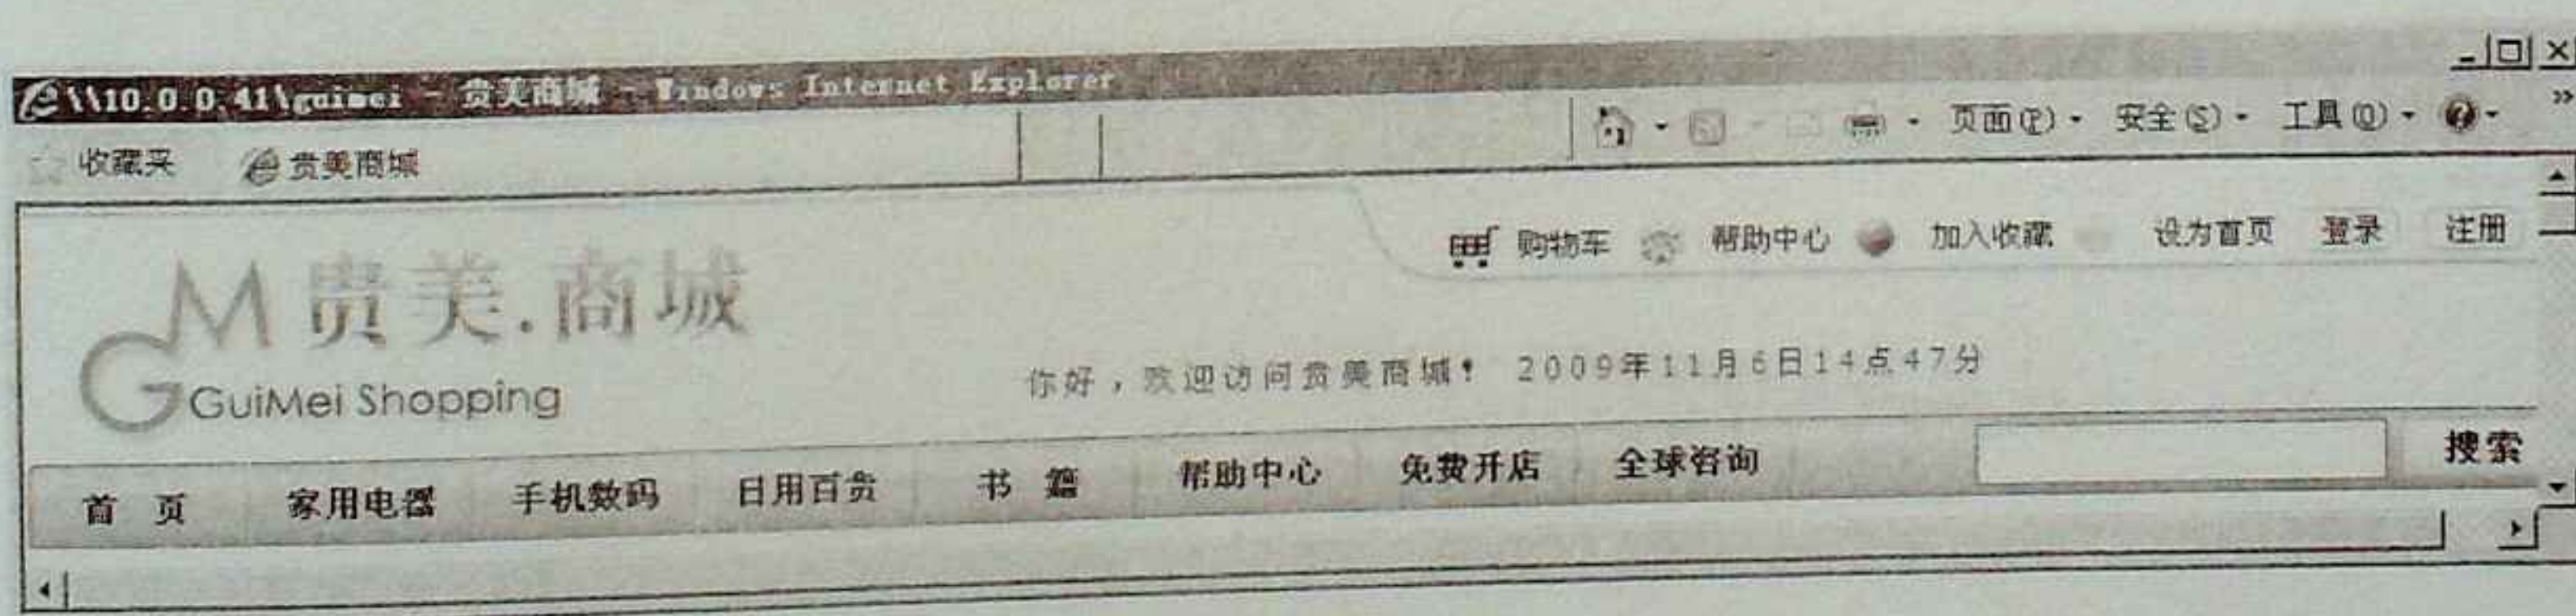 \\10.0.0.41\guimei - 贵美商城 - Windows Internet Explorer
收藏夹 贵美商城 页面(P) 安全(S) 工具(O)
购物车 帮助中心 加入收藏 设为首页 登录 注册
GM 贵美.商城
GuiMei Shopping
你好，欢迎访问贵美商城！ 2009年11月6日14点47分
首 页 家用电器 手机数码 日用百货 书 籍 帮助中心 免费开店 全球咨询 搜索